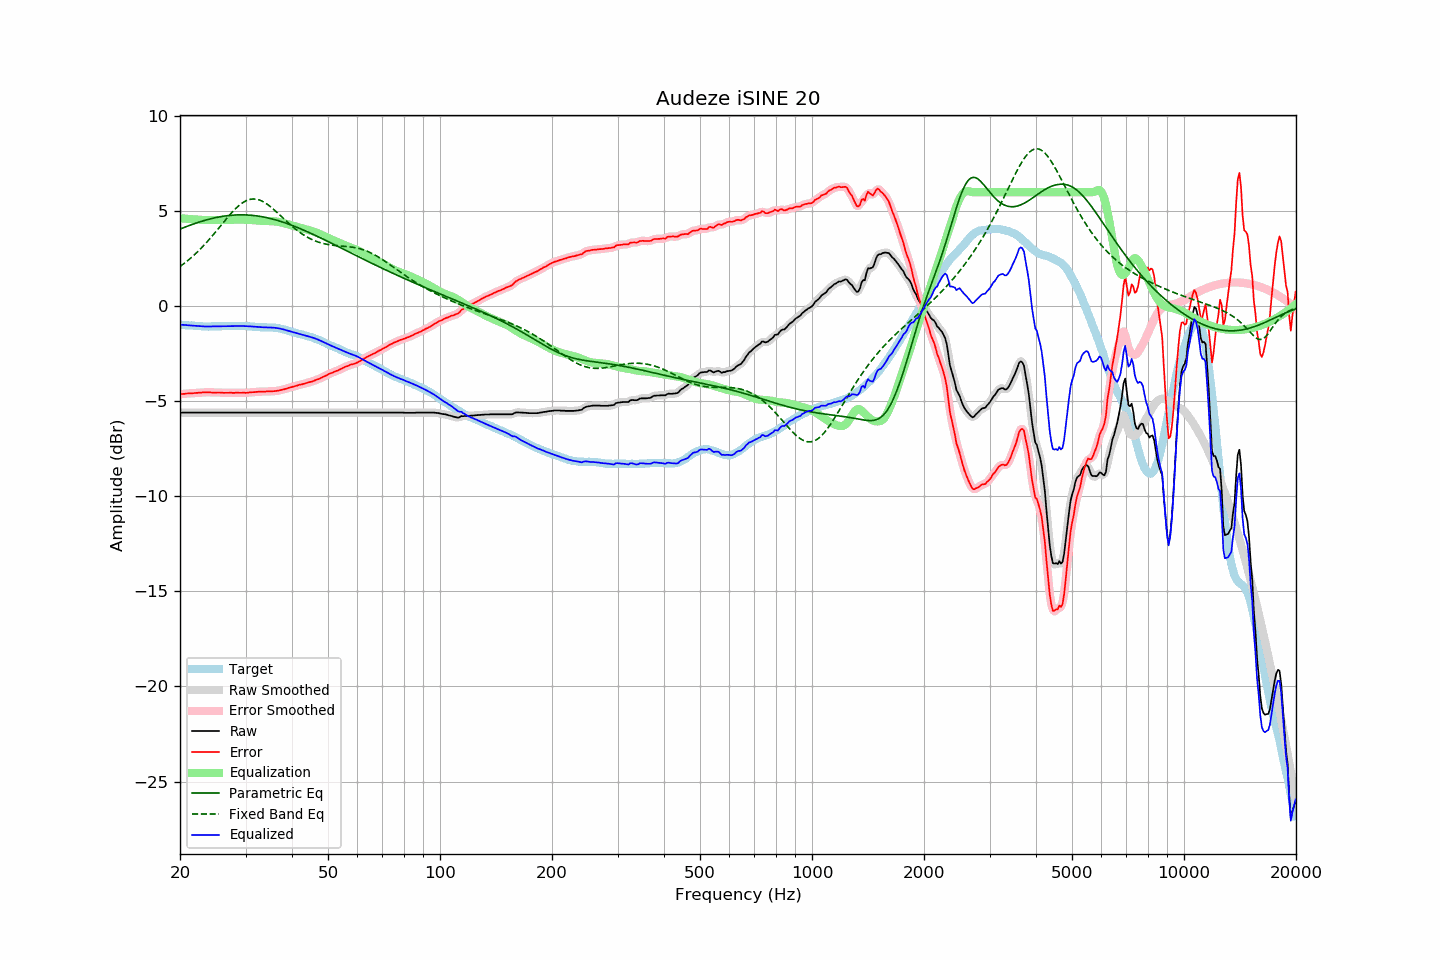 Audeze iSINE 20
10
5
0
−5
−10
−15
−20
−25
Amplitude (dBr)
Target
Raw Smoothed
Error Smoothed
Raw
Error
Equalization
Parametric Eq
Fixed Band Eq
Equalized
20 50 100 200 500 1000 2000 5000 10000 20000
Frequency (Hz)